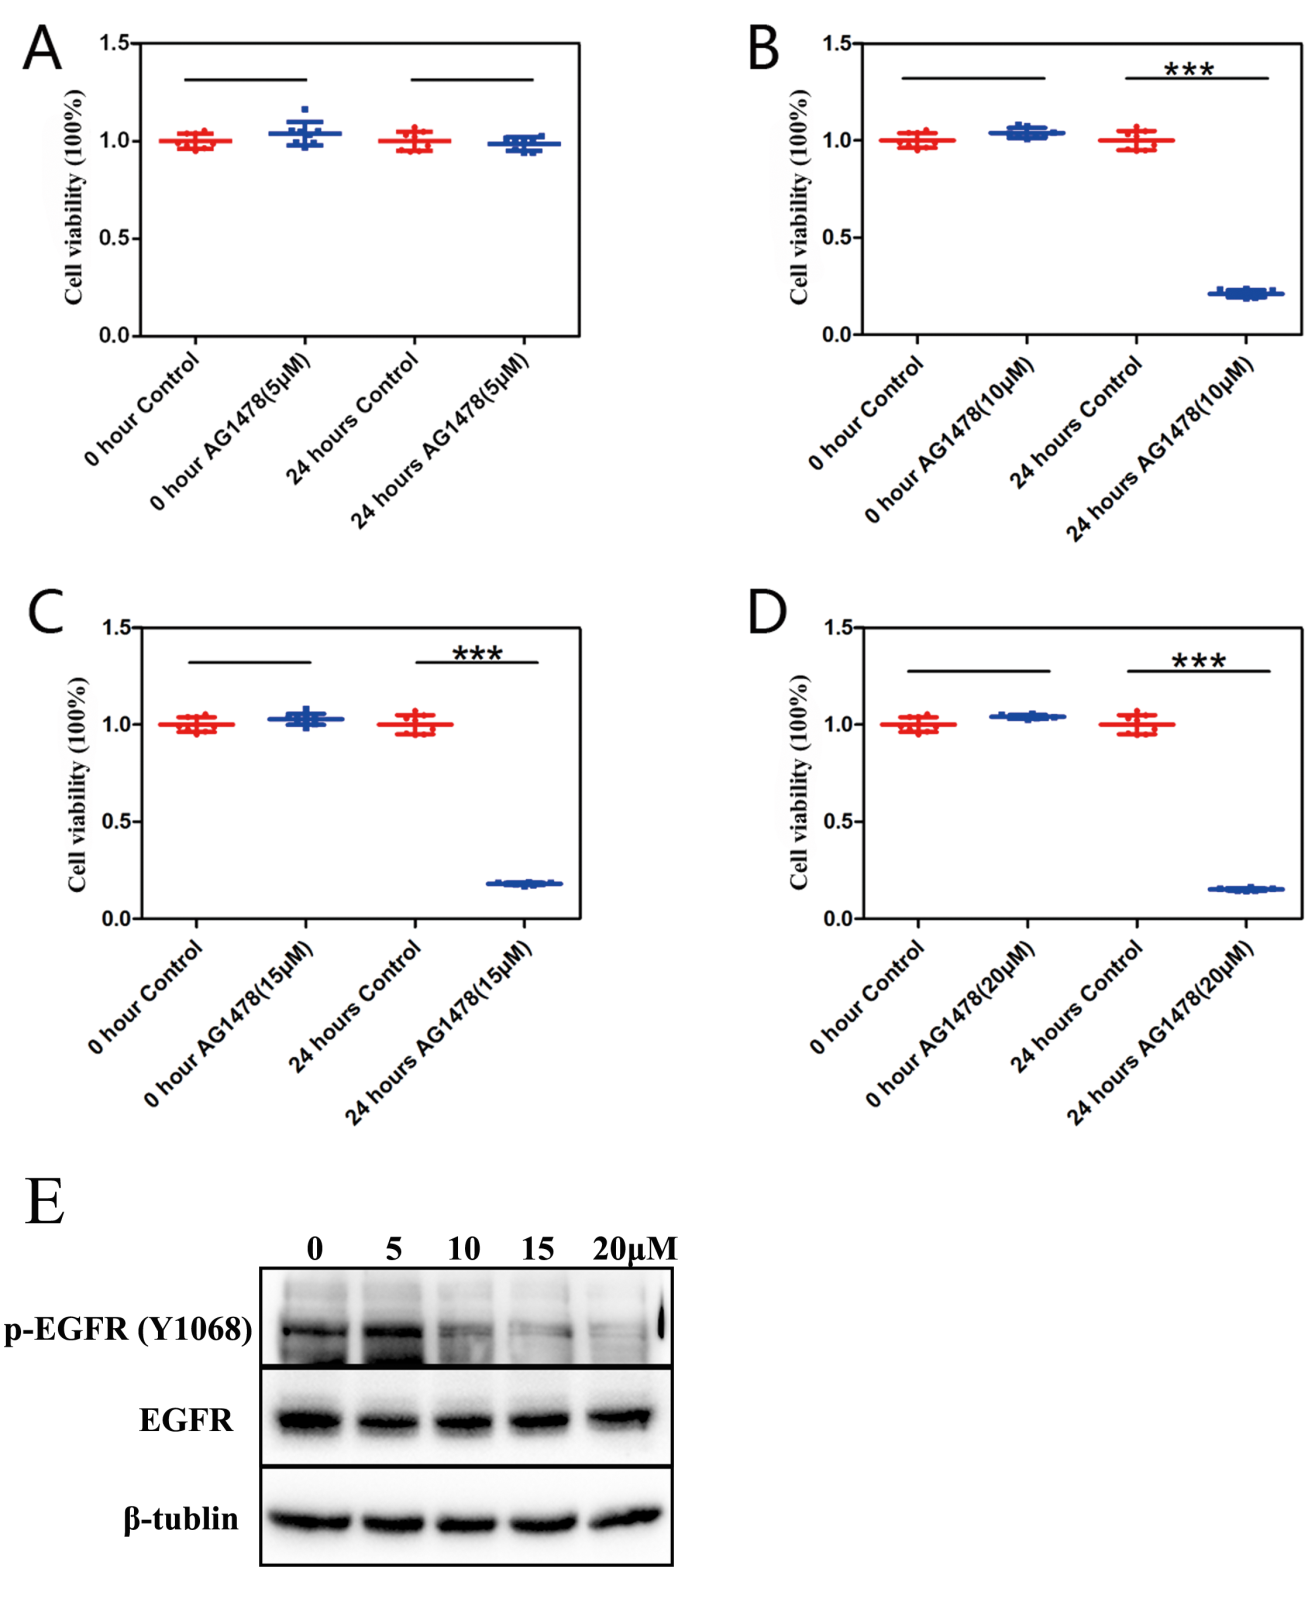 A
1.5
1.0
0.5
0.0
Cell viability (100%)
0 hour Control
0 hour AG1478(5μM)
24 hours Control
24 hours AG1478(5μM)
B
1.5
1.0
0.5
0.0
Cell viability (100%)
***
0 hour Control
0 hour AG1478(10μM)
24 hours Control
24 hours AG1478(10μM)
C
1.5
1.0
0.5
0.0
Cell viability (100%)
***
0 hour Control
0 hour AG1478(15μM)
24 hours Control
24 hours AG1478(15μM)
D
1.5
1.0
0.5
0.0
Cell viability (100%)
***
0 hour Control
0 hour AG1478(20μM)
24 hours Control
24 hours AG1478(20μM)
E
0 5 10 15 20μM
p-EGFR (Y1068)
EGFR
β-tublin